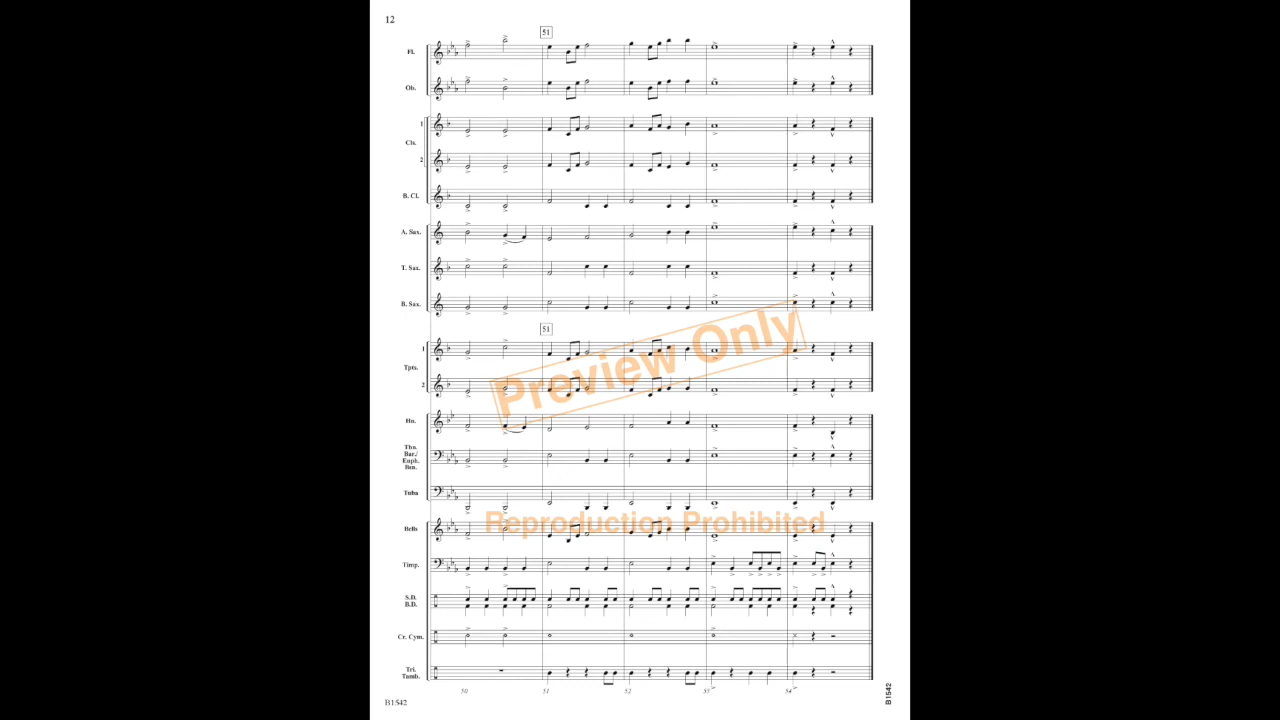 12
51
Fl.
Ob.
1
Cls.
2
B. Cl.
A. Sax.
T. Sax.
B. Sax.
51
1
Tpts.
2
Hn.
Tbn.
Bar./
Euph.
Bsn.
Tuba
Bells
Timp.
S.D.
B.D.
Cr. Cym.
Tri.
Tamb.
50
51
52
53
54
Preview Only
Reproduction Prohibited
B1542
B1542